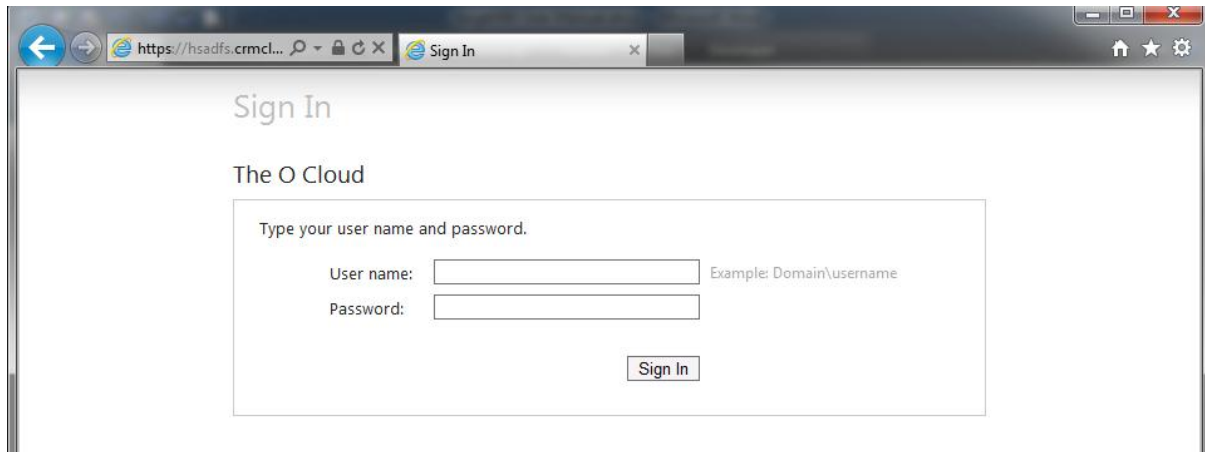 https://hsadfs.crmcl...
Sign In
Sign In
The O Cloud
Type your user name and password.
User name:
Example: Domain\username
Password:
Sign In